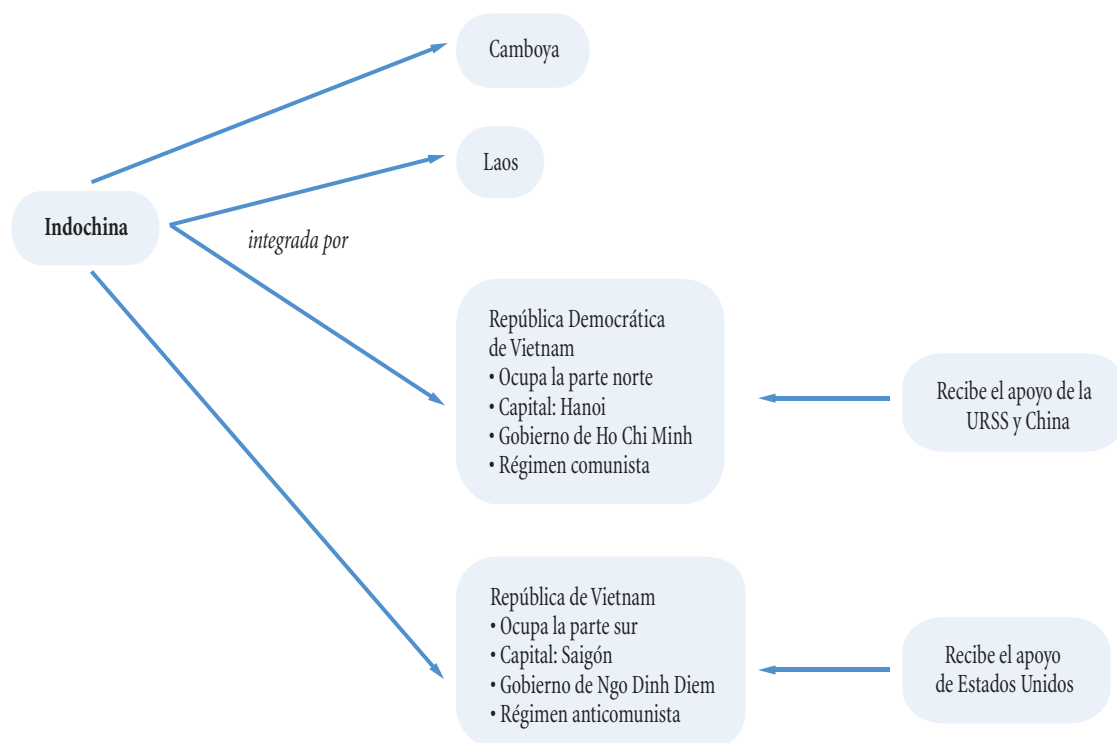 Camboya
Laos
Indochina
integrada por
República Democrática
de Vietnam
• Ocupa la parte norte
• Capital: Hanoi
• Gobierno de Ho Chi Minh
• Régimen comunista
Recibe el apoyo de la
URSS y China
República de Vietnam
• Ocupa la parte sur
• Capital: Saigón
• Gobierno de Ngo Dinh Diem
• Régimen anticomunista
Recibe el apoyo
de Estados Unidos